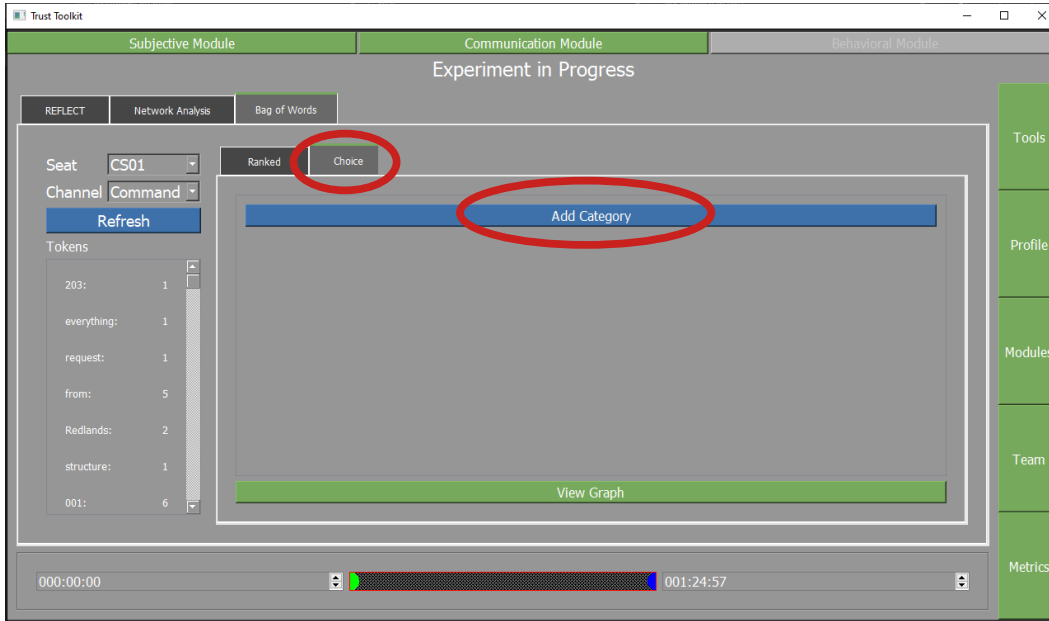 Trust Toolkit
Subjective Module Communication Module Behavioral Module
Experiment in Progress
REFLECT Network Analysis Bag of Words
Tools
Seat CS01
Ranked Choice
Channel Command
Refresh
Add Category
Tokens
Profile
203: 1
everything: 1
request: 1
Modules
from: 5
Redlands: 2
structure: 1
Team
001: 6
View Graph
Metrics
000:00:00 001:24:57